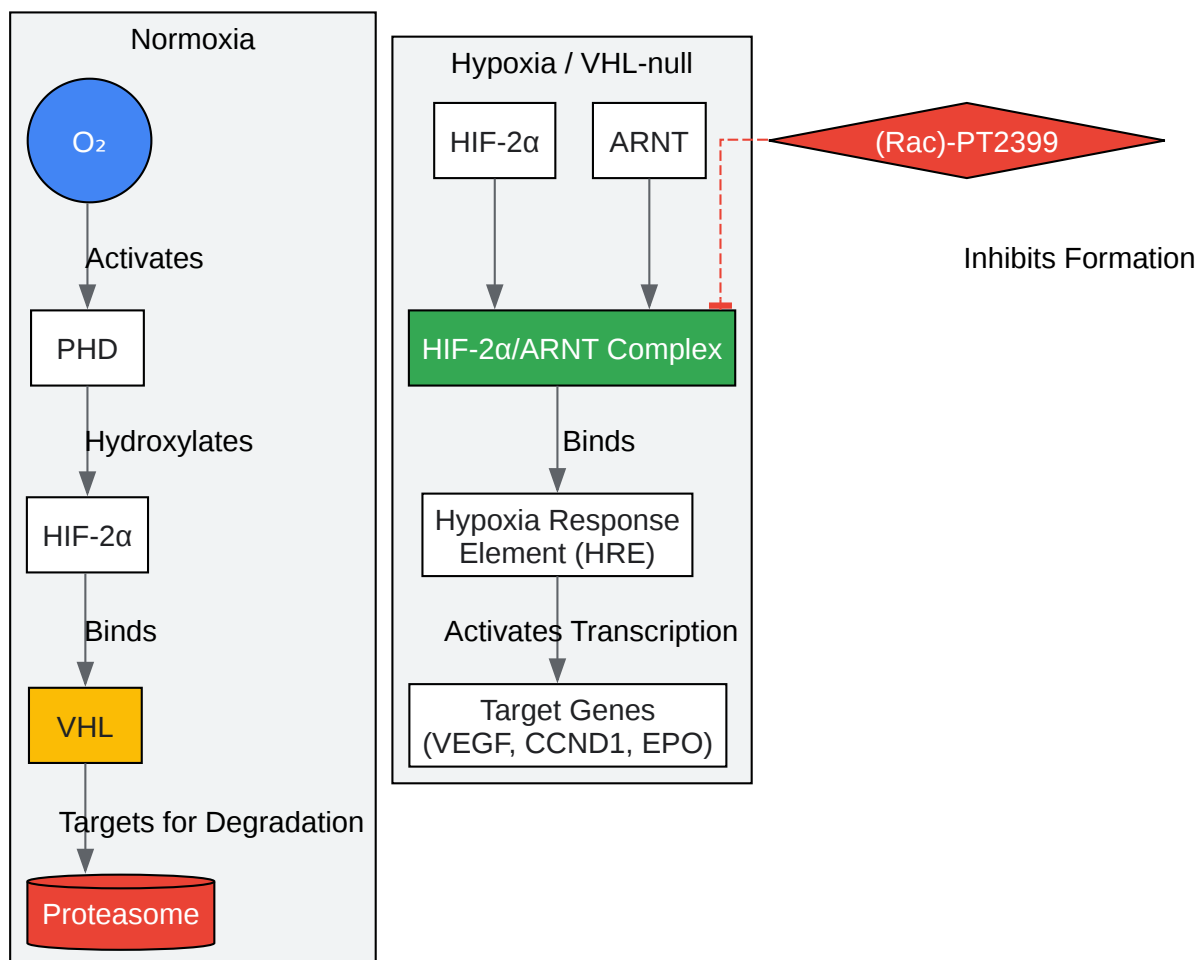 Normoxia
O₂
Activates
PHD
Hydroxylates
HIF-2α
Binds
VHL
Targets for Degradation
Proteasome
Hypoxia / VHL-null
HIF-2α
ARNT
HIF-2α/ARNT Complex
Binds
Hypoxia Response
Element (HRE)
Activates Transcription
Target Genes
(VEGF, CCND1, EPO)
(Rac)-PT2399
Inhibits Formation